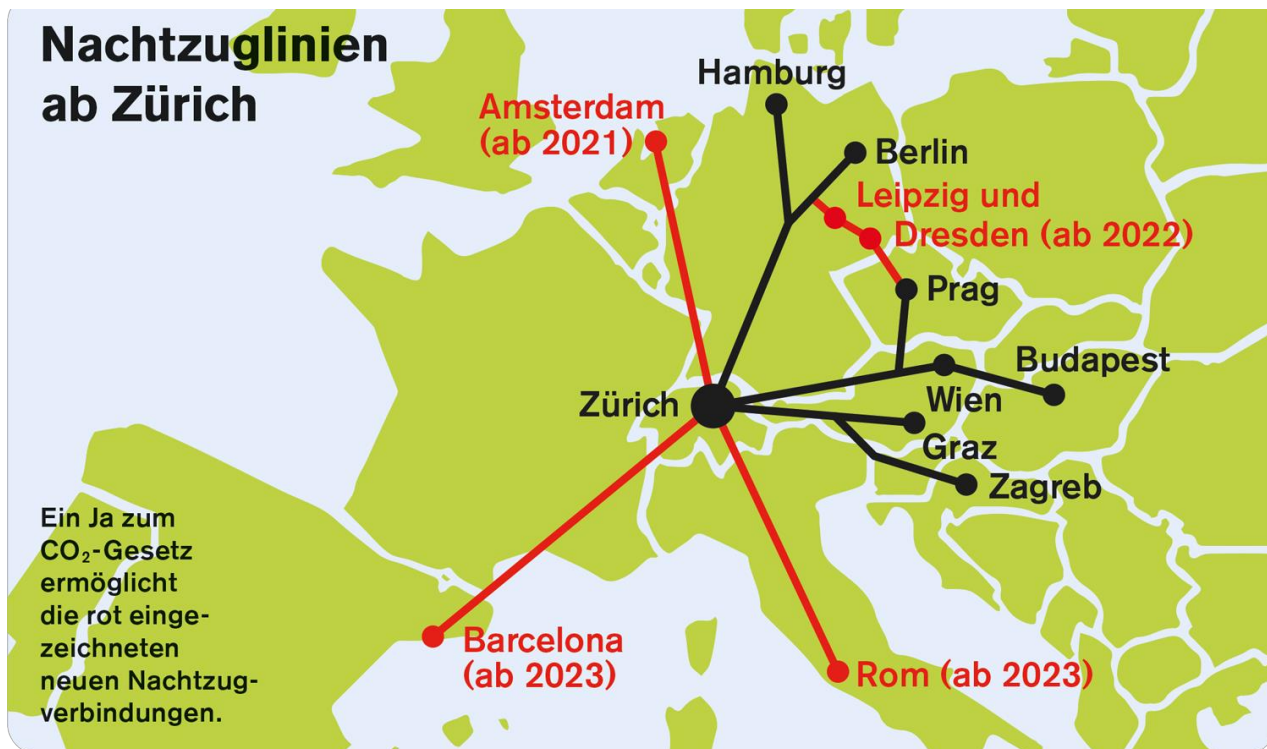 Nachtzuglinien
ab Zürich
Hamburg
Amsterdam
(ab 2021)
Berlin
Leipzig und
Dresden (ab 2022)
Prag
Budapest
Zürich
Wien
Graz
Zagreb
Ein Ja zum
CO₂-Gesetz
ermöglicht
die rot einge-
zeichneten
neuen Nachtzug-
verbindungen.
Barcelona
(ab 2023)
Rom (ab 2023)